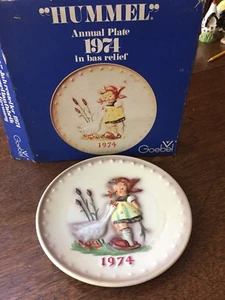 "HUMMEL"
Annual Plate
1974
in bas relief
1974
Goebel
1974